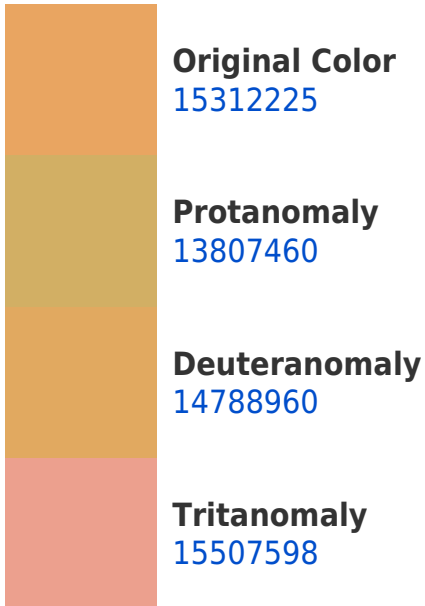 Original Color
15312225
Protanomaly
13807460
Deuteranomaly
14788960
Tritanomaly
15507598